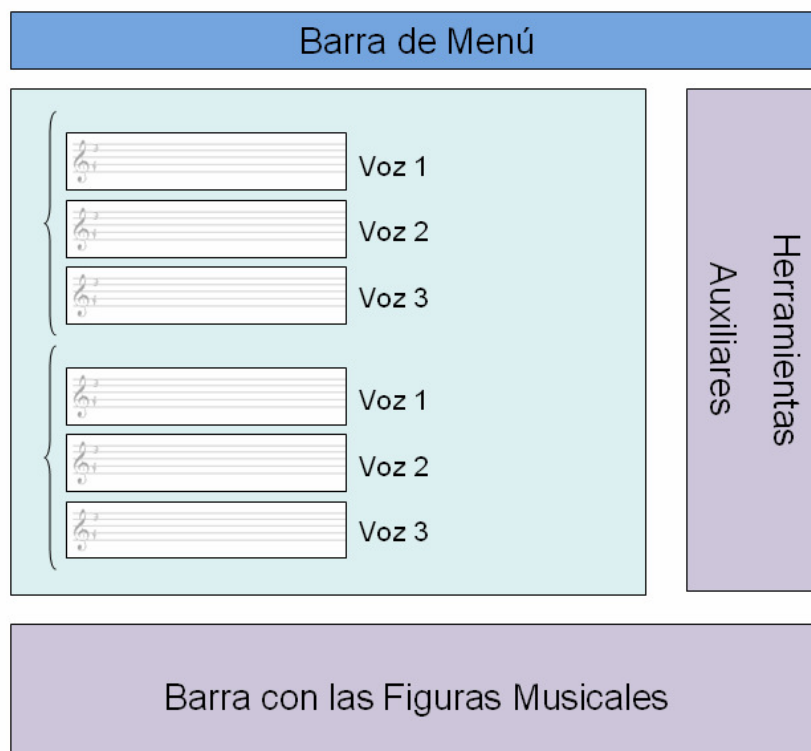 Barra de Menú
Voz 1
Voz 2
Voz 3
Voz 1
Voz 2
Voz 3
Herramientas
Auxiliares
Barra con las Figuras Musicales